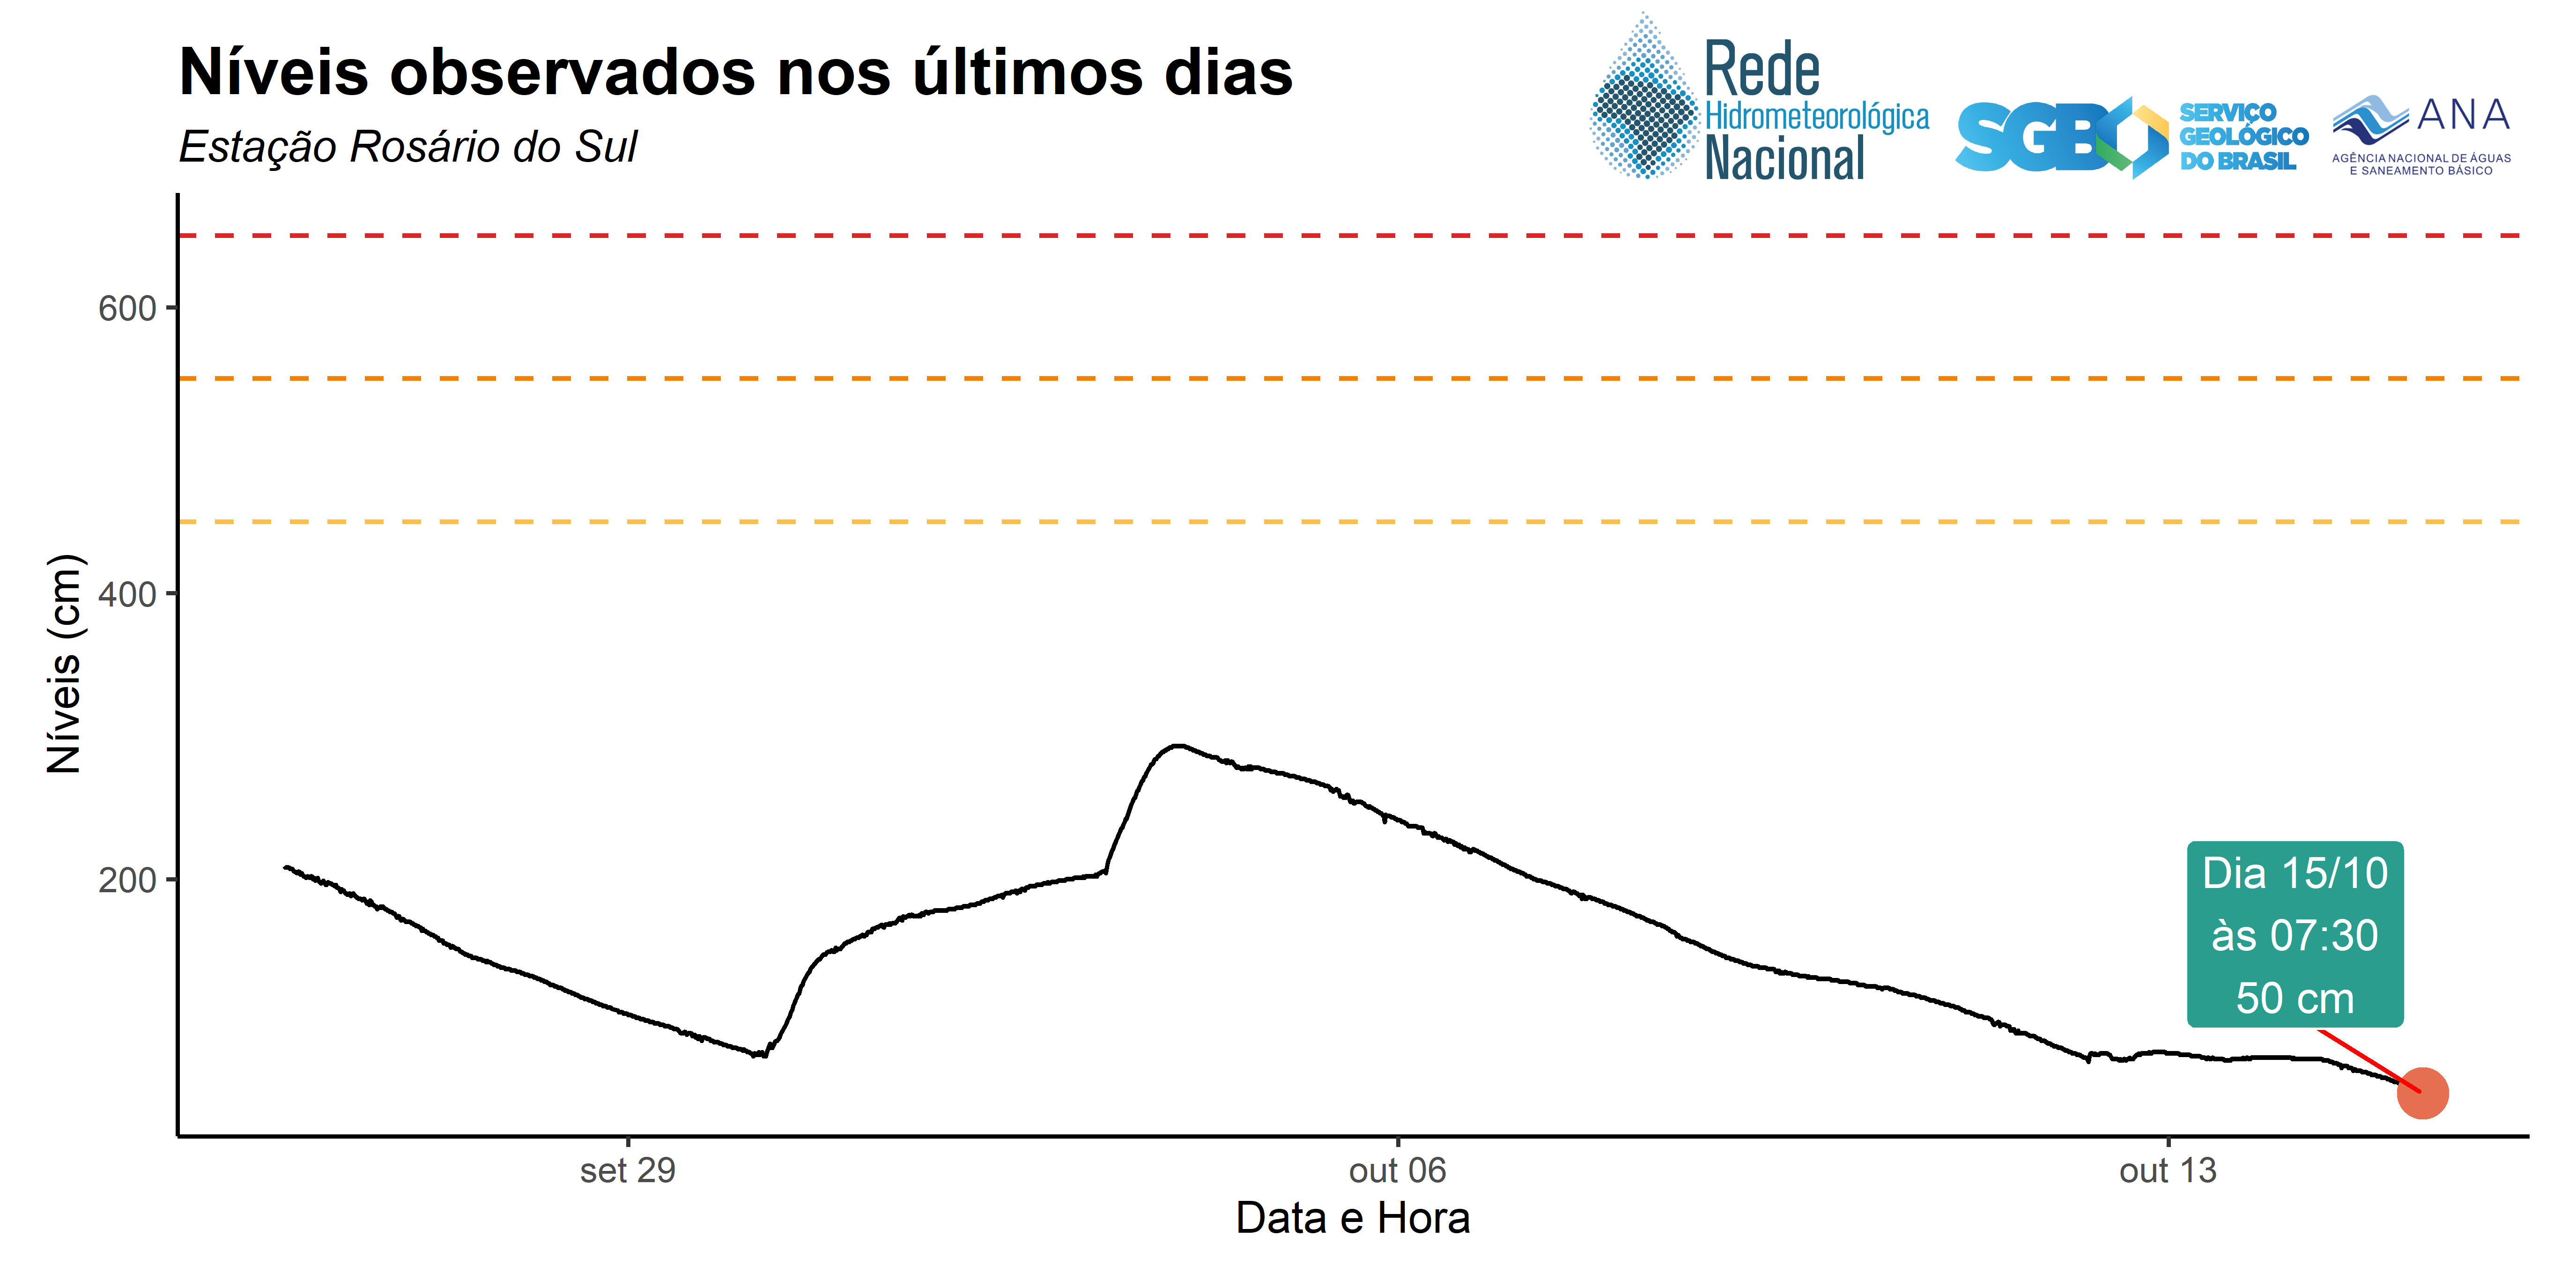 Níveis observados nos últimos dias
Estação Rosário do Sul
Rede
Hidrometeorológica
Nacional
SGB
SERVIÇO
GEOLÓGICO
DO BRASIL
ANA
AGÊNCIA NACIONAL DE ÁGUAS
E SANEAMENTO BÁSICO
Níveis (cm)
600
400
200
Dia 15/10
às 07:30
50 cm
set 29
out 06
out 13
Data e Hora